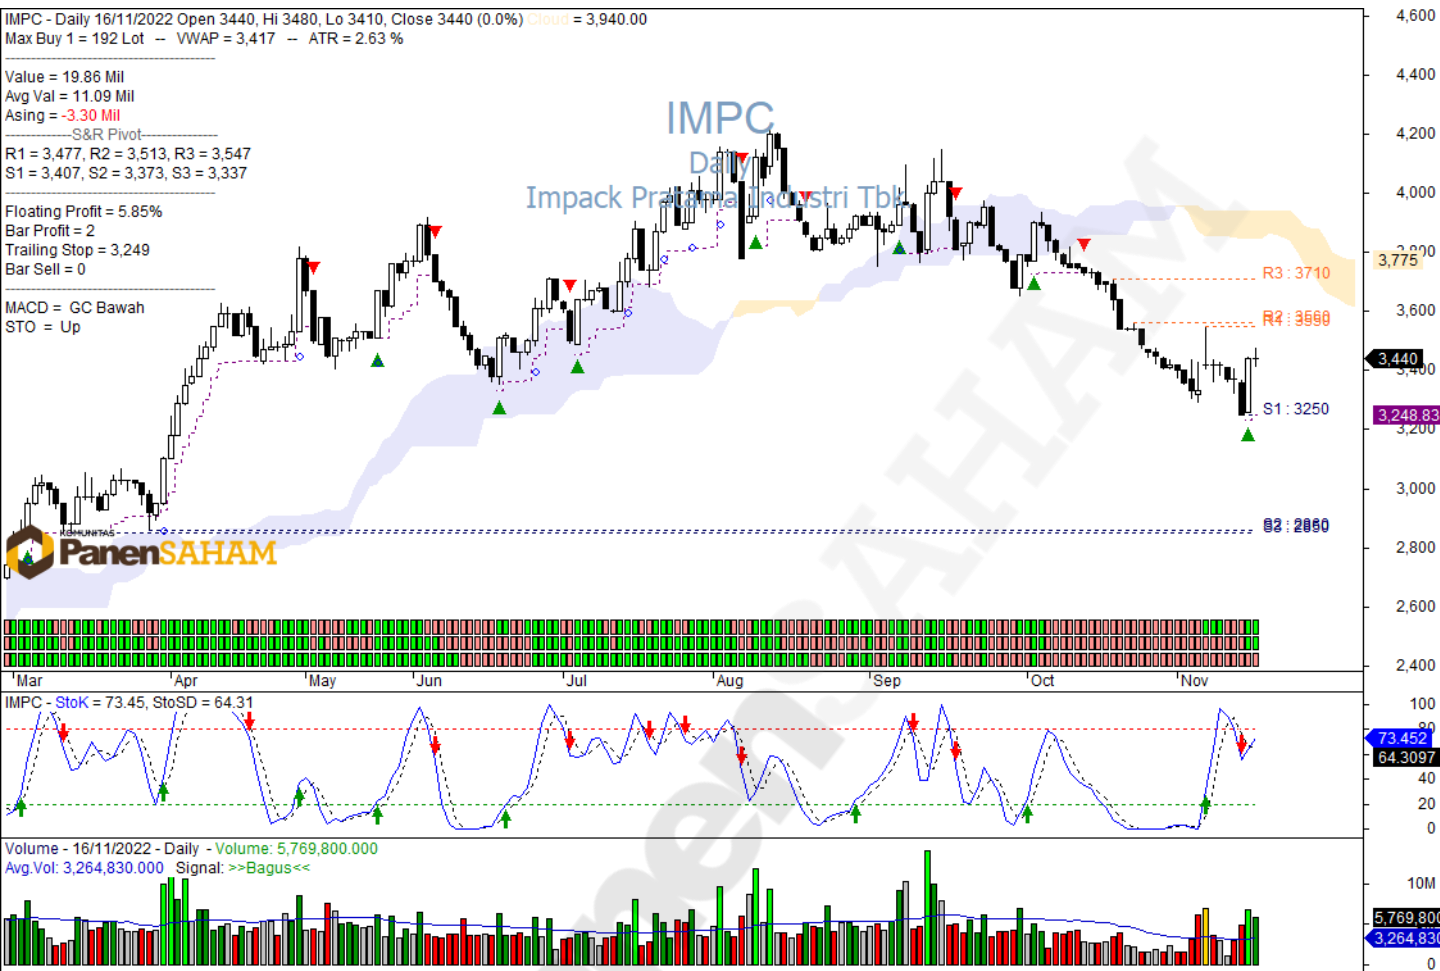 IMPC - Daily 16/11/2022 Open 3440, Hi 3480, Lo 3410, Close 3440 (0.0%) Cloud = 3,940.00
Max Buy 1 = 192 Lot -- VWAP = 3,417 -- ATR = 2.63 %
Value = 19.86 Mil
Avg Val = 11.09 Mil
Asing = -3.30 Mil
-------------S&R Pivot---------------
R1 = 3,477, R2 = 3,513, R3 = 3,547
S1 = 3,407, S2 = 3,373, S3 = 3,337
Floating Profit = 5.85%
Bar Profit = 2
Trailing Stop = 3,249
Bar Sell = 0
MACD = GC Bawah
STO = Up
IMPC
Daily
Impack Pratama Industri Tbk.
4,600
4,400
4,200
4,000
3,800
3,775
3,600
3,440
3,400
3,248.83
3,200
3,000
2,800
2,600
2,400
R3 : 3710
S1 : 3250
KOMUNITAS
PanenSAHAM
PanenSAHAM
Mar Apr May Jun Jul Aug Sep Oct Nov
IMPC - StoK = 73.45, StoSD = 64.31
100
80
73.452
64.3097
40
20
0
Volume - 16/11/2022 - Daily - Volume: 5,769,800.000
Avg.Vol: 3,264,830.000 Signal: >>Bagus<<
10M
5,769,800
3,264,830
0